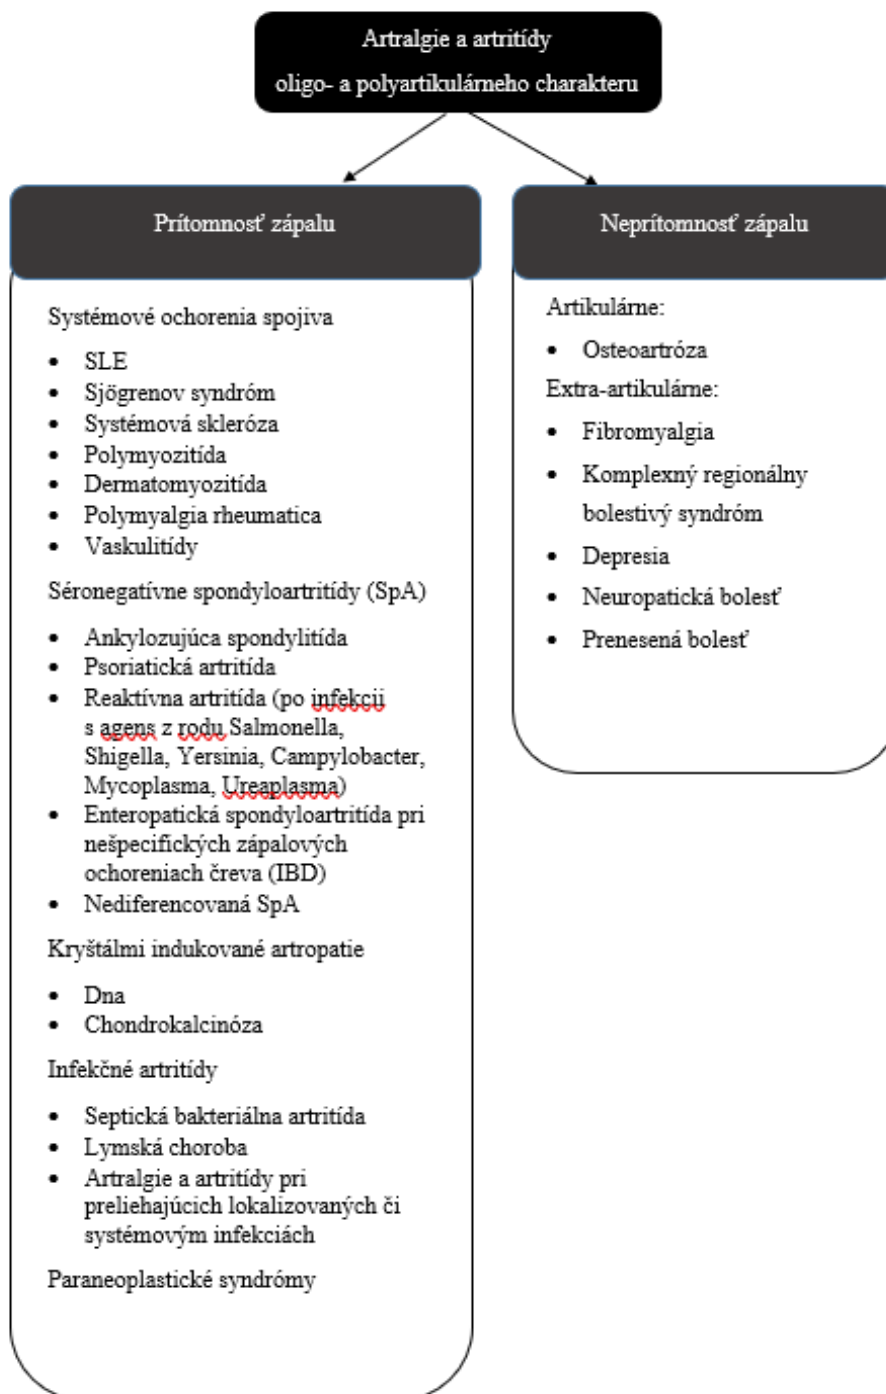 Artralgie a artritídy
oligo- a polyartikulárneho charakteru
Prítomnosť zápalu
Systémové ochorenia spojiva
• SLE
• Sjögrenov syndróm
• Systémová skleróza
• Polymyozitída
• Dermatomyozitída
• Polymyalgia rheumatica
• Vaskulitídy
Séronegatívne spondyloartritídy (SpA)
• Ankylozujúca spondylitída
• Psoriatická artritída
• Reaktívna artritída (po infekcii
s agens z rodu Salmonella,
Shigella, Yersinia, Campylobacter,
Mycoplasma, Ureaplasma)
• Enteropatická spondyloartritída pri
nešpecifických zápalových
ochoreniach čreva (IBD)
• Nediferencovaná SpA
Kryštálmi indukované artropatie
• Dna
• Chondrokalcinóza
Infekčné artritídy
• Septická bakteriálna artritída
• Lymská choroba
• Artralgie a artritídy pri
preliehajúcich lokalizovaných či
systémovým infekciách
Paraneoplastické syndrómy
Neprítomnosť zápalu
Artikulárne:
• Osteoartróza
Extra-artikulárne:
• Fibromyalgia
• Komplexný regionálny
bolestivý syndróm
• Depresia
• Neuropatická bolesť
• Prenesená bolesť